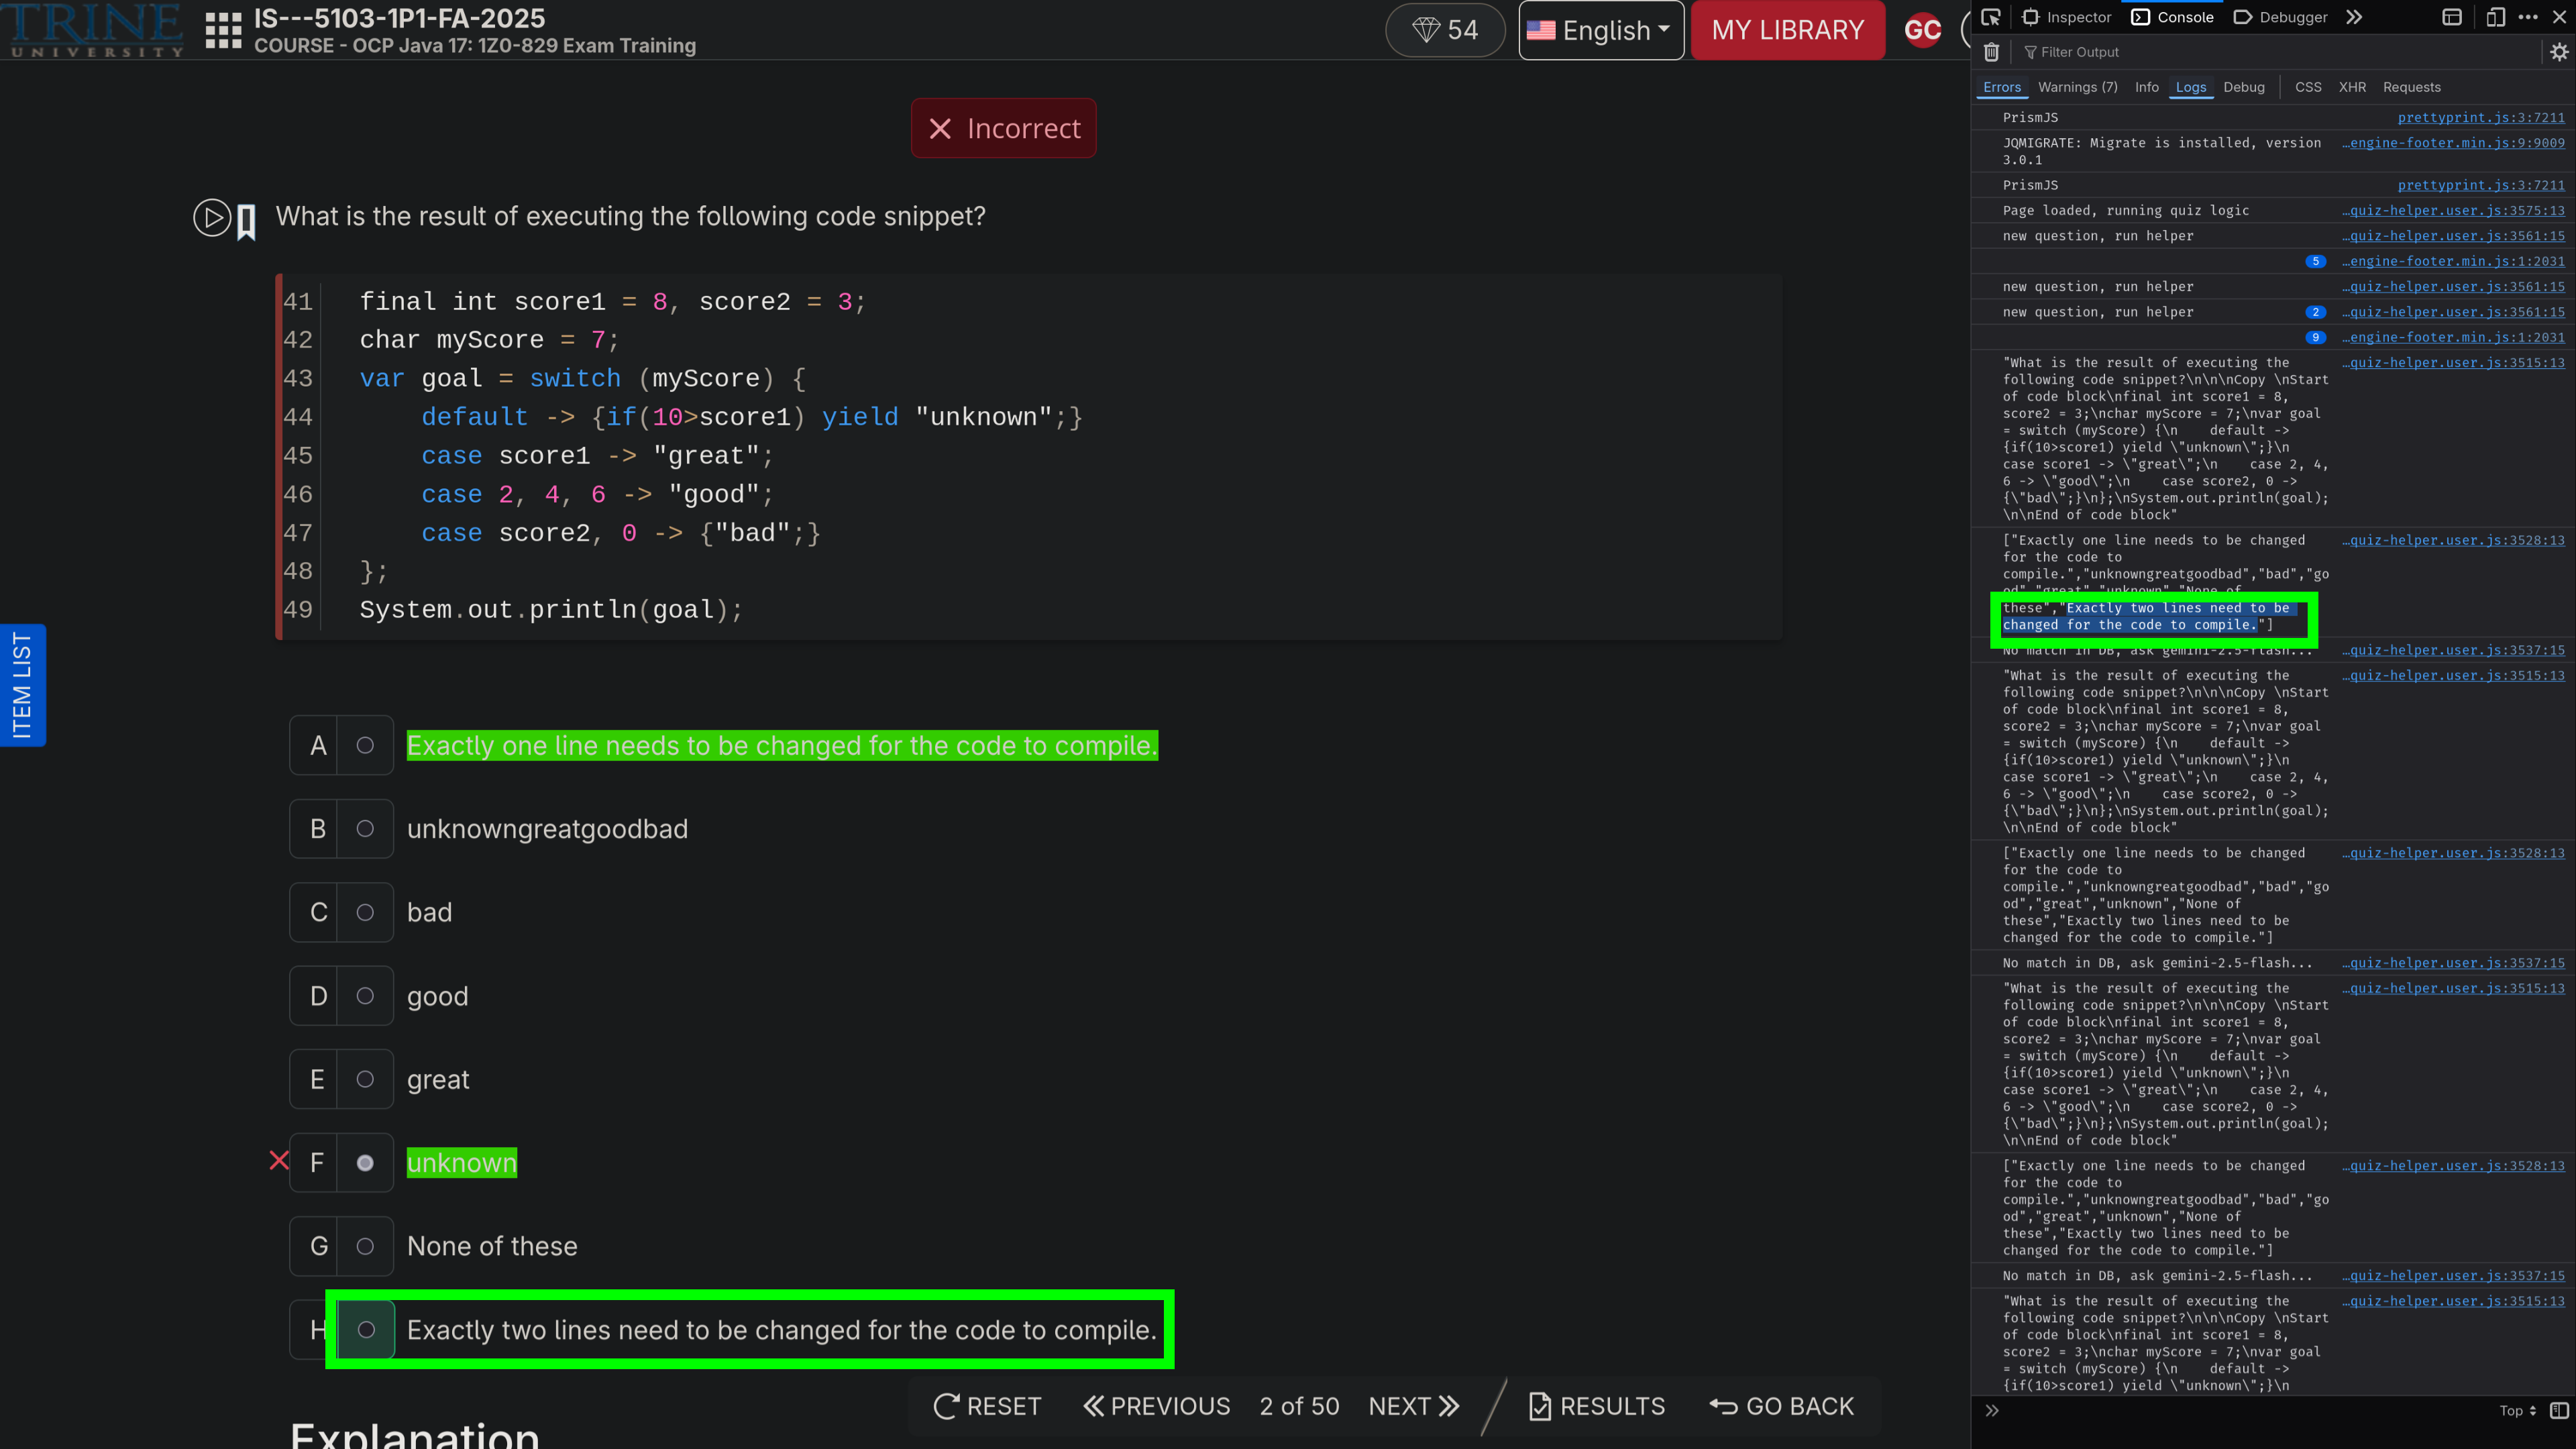 TRINE
UNIVERSITY
IS---5103-1P1-FA-2025
COURSE - OCP Java 17: 1Z0-829 Exam Training
54
English
MY LIBRARY
GC
Incorrect
What is the result of executing the following code snippet?
41 final int score1 = 8, score2 = 3;
42 char myScore = 7;
43 var goal = switch (myScore) {
44 default -> {if(10>score1) yield "unknown";}
45 case score1 -> "great";
46 case 2, 4, 6 -> "good";
47 case score2, 0 -> {"bad";}
48 };
49 System.out.println(goal);
ITEM LIST
A Exactly one line needs to be changed for the code to compile.
B unknowngreatgoodbad
C bad
D good
E great
F unknown
G None of these
H Exactly two lines need to be changed for the code to compile.
RESET
PREVIOUS
2 of 50
NEXT
RESULTS
GO BACK
Explanation
Inspector
Console
Debugger
Filter Output
Errors Warnings (7) Info Logs Debug CSS XHR Requests
PrismJS prettyprint.js:3:7211
JQMIGRATE: Migrate is installed, version …engine-footer.min.js:9:9009
3.0.1
PrismJS prettyprint.js:3:7211
Page loaded, running quiz logic …quiz-helper.user.js:3575:13
new question, run helper …quiz-helper.user.js:3561:15
5 …engine-footer.min.js:1:2031
new question, run helper …quiz-helper.user.js:3561:15
new question, run helper 2 …quiz-helper.user.js:3561:15
9 …engine-footer.min.js:1:2031
"What is the result of executing the …quiz-helper.user.js:3515:13
following code snippet?\n\n\nCopy \nStart
of code block\nfinal int score1 = 8,
score2 = 3;\nchar myScore = 7;\nvar goal
= switch (myScore) {\n    default ->
{if(10>score1) yield \"unknown\";}\n
case score1 -> \"great\";\n    case 2, 4,
6 -> \"good\";\n    case score2, 0 ->
{\"bad\";}\n};\nSystem.out.println(goal);
\n\nEnd of code block"
["Exactly one line needs to be changed …quiz-helper.user.js:3528:13
for the code to
compile.","unknowngreatgoodbad","bad","go
od","great","unknown","None of
these","Exactly two lines need to be
changed for the code to compile."]
No match in DB, ask gemini-2.5-flash... …quiz-helper.user.js:3537:15
"What is the result of executing the …quiz-helper.user.js:3515:13
following code snippet?\n\n\nCopy \nStart
of code block\nfinal int score1 = 8,
score2 = 3;\nchar myScore = 7;\nvar goal
= switch (myScore) {\n    default ->
{if(10>score1) yield \"unknown\";}\n
case score1 -> \"great\";\n    case 2, 4,
6 -> \"good\";\n    case score2, 0 ->
{\"bad\";}\n};\nSystem.out.println(goal);
\n\nEnd of code block"
["Exactly one line needs to be changed …quiz-helper.user.js:3528:13
for the code to
compile.","unknowngreatgoodbad","bad","go
od","great","unknown","None of
these","Exactly two lines need to be
changed for the code to compile."]
No match in DB, ask gemini-2.5-flash... …quiz-helper.user.js:3537:15
"What is the result of executing the …quiz-helper.user.js:3515:13
following code snippet?\n\n\nCopy \nStart
of code block\nfinal int score1 = 8,
score2 = 3;\nchar myScore = 7;\nvar goal
= switch (myScore) {\n    default ->
{if(10>score1) yield \"unknown\";}\n
case score1 -> \"great\";\n    case 2, 4,
6 -> \"good\";\n    case score2, 0 ->
{\"bad\";}\n};\nSystem.out.println(goal);
\n\nEnd of code block"
["Exactly one line needs to be changed …quiz-helper.user.js:3528:13
for the code to
compile.","unknowngreatgoodbad","bad","go
od","great","unknown","None of
these","Exactly two lines need to be
changed for the code to compile."]
No match in DB, ask gemini-2.5-flash... …quiz-helper.user.js:3537:15
"What is the result of executing the …quiz-helper.user.js:3515:13
following code snippet?\n\n\nCopy \nStart
of code block\nfinal int score1 = 8,
score2 = 3;\nchar myScore = 7;\nvar goal
= switch (myScore) {\n    default ->
{if(10>score1) yield \"unknown\";}\n
Top